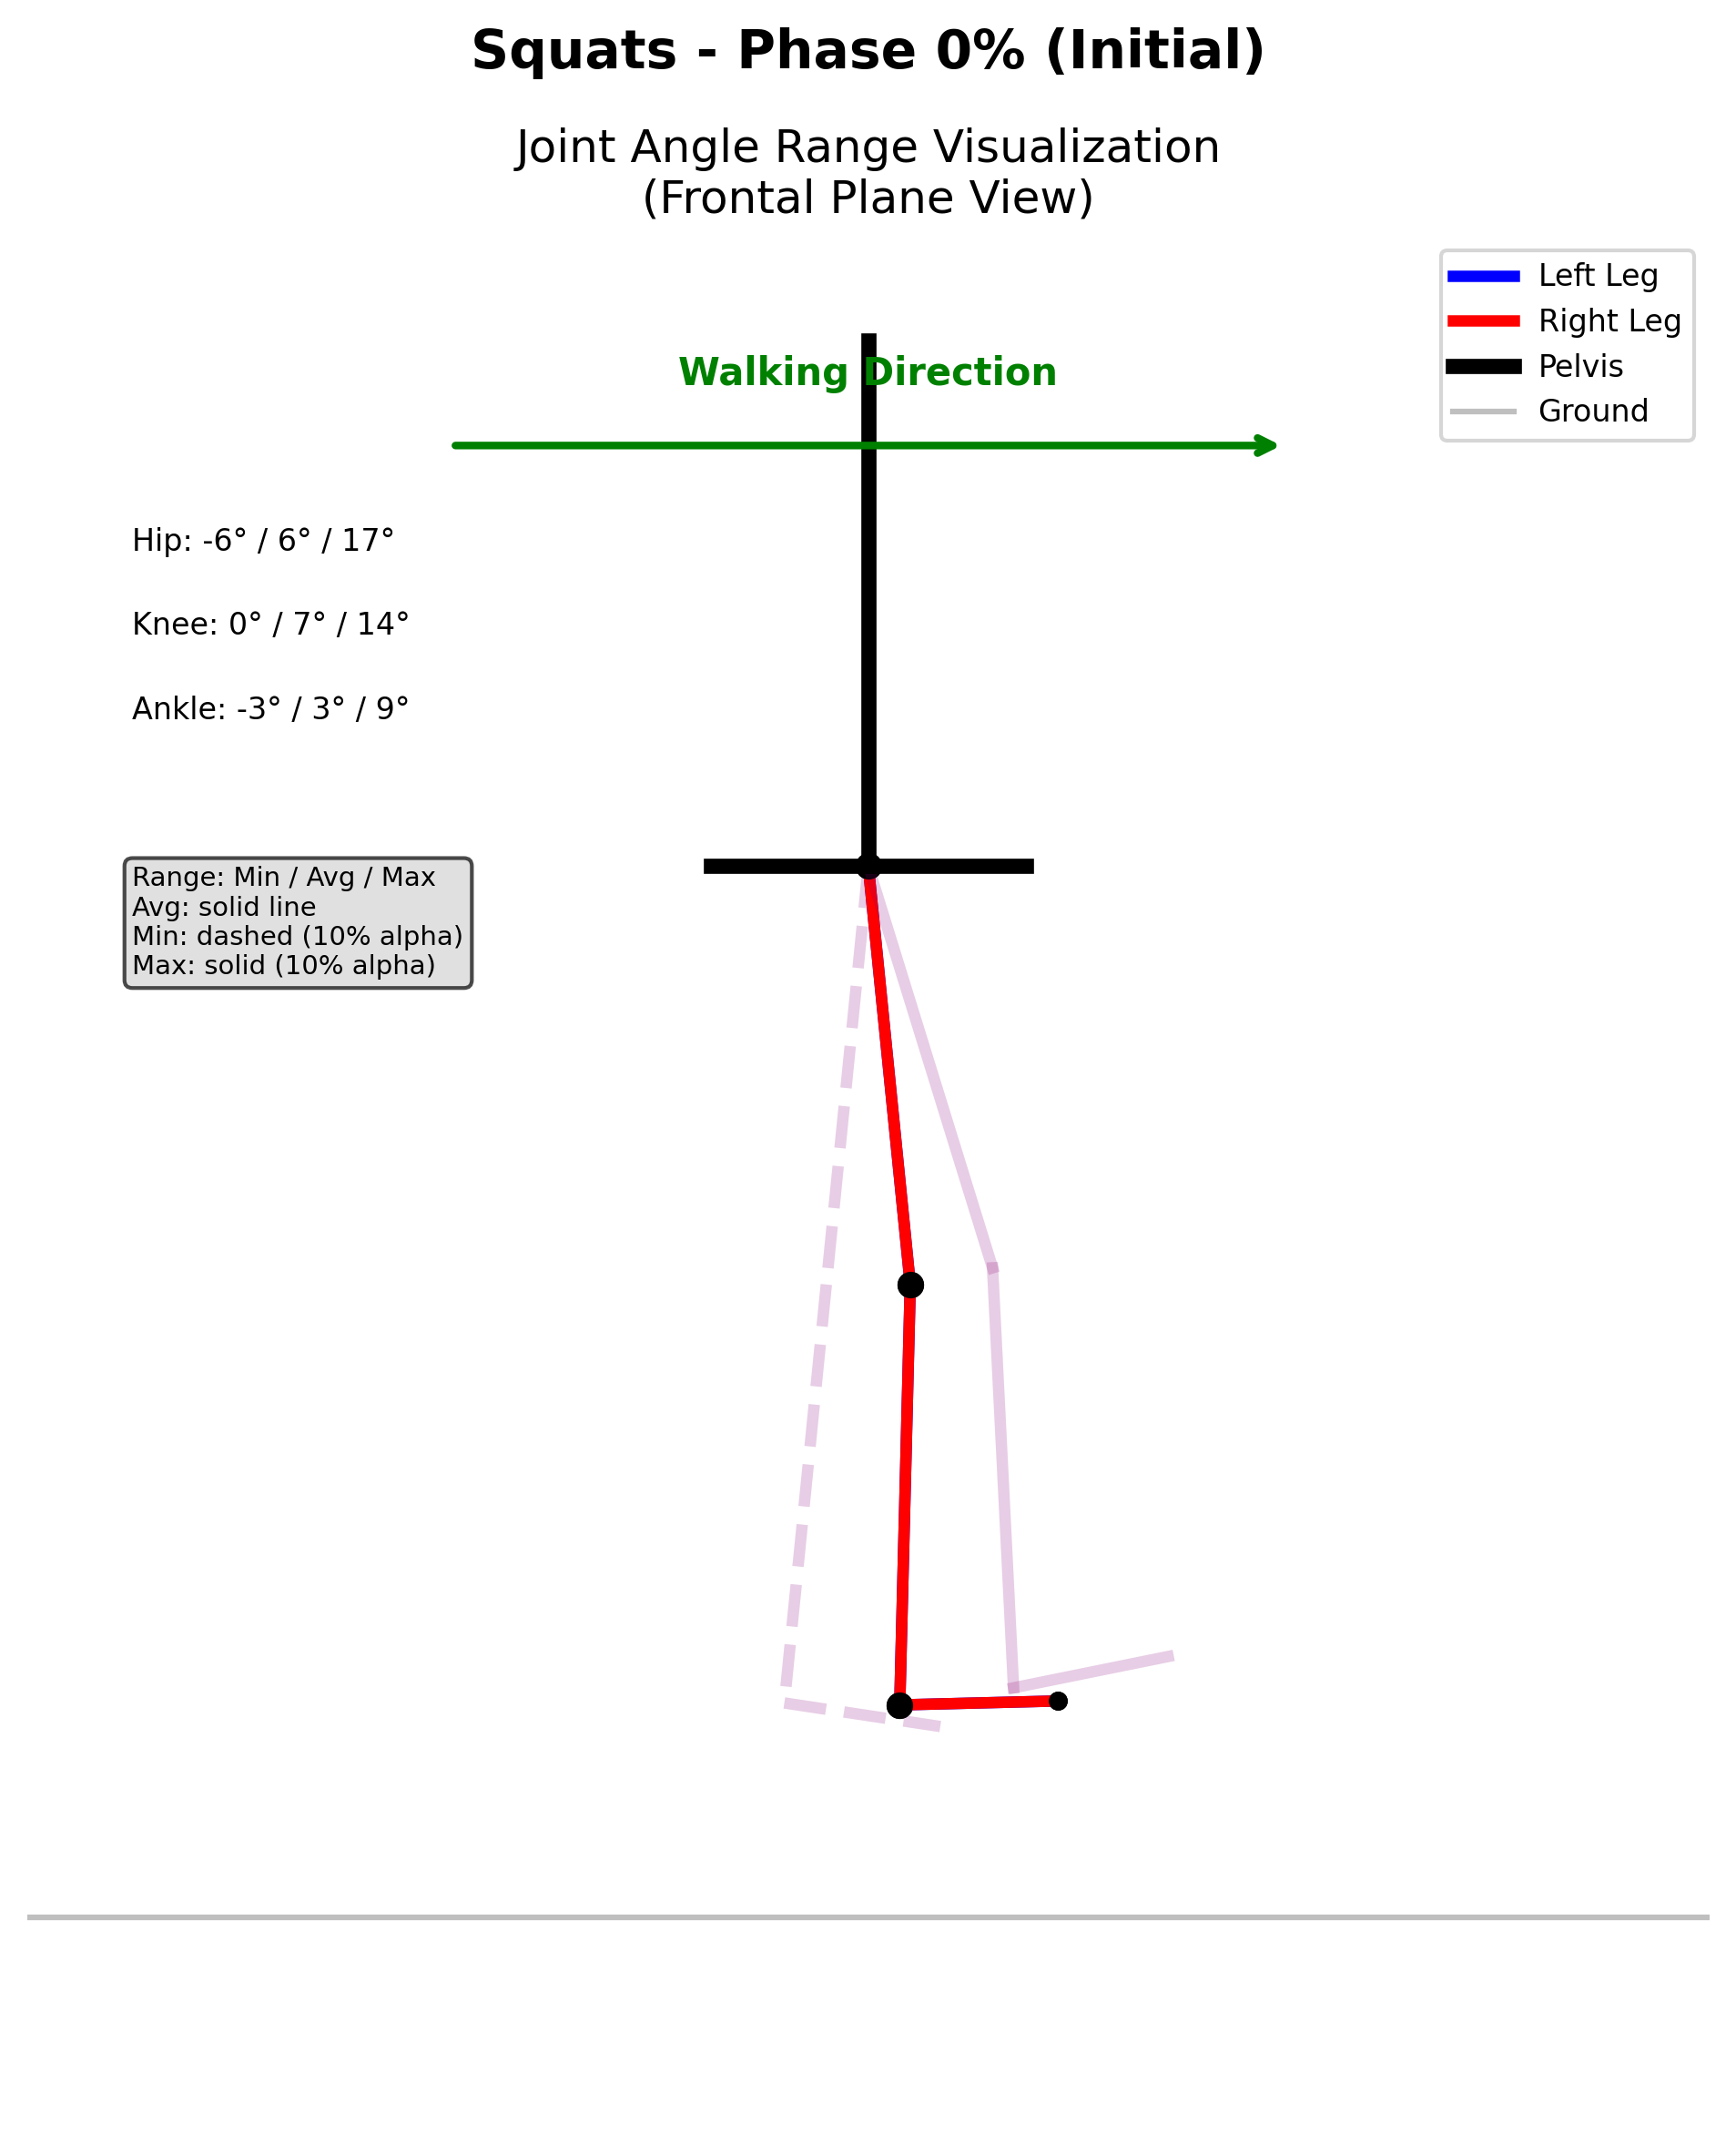 Squats - Phase 0% (Initial)
Joint Angle Range Visualization
(Frontal Plane View)
Left Leg
Right Leg
Pelvis
Ground
Walking Direction
Hip: -6° / 6° / 17°
Knee: 0° / 7° / 14°
Ankle: -3° / 3° / 9°
Range: Min / Avg / Max
Avg: solid line
Min: dashed (10% alpha)
Max: solid (10% alpha)